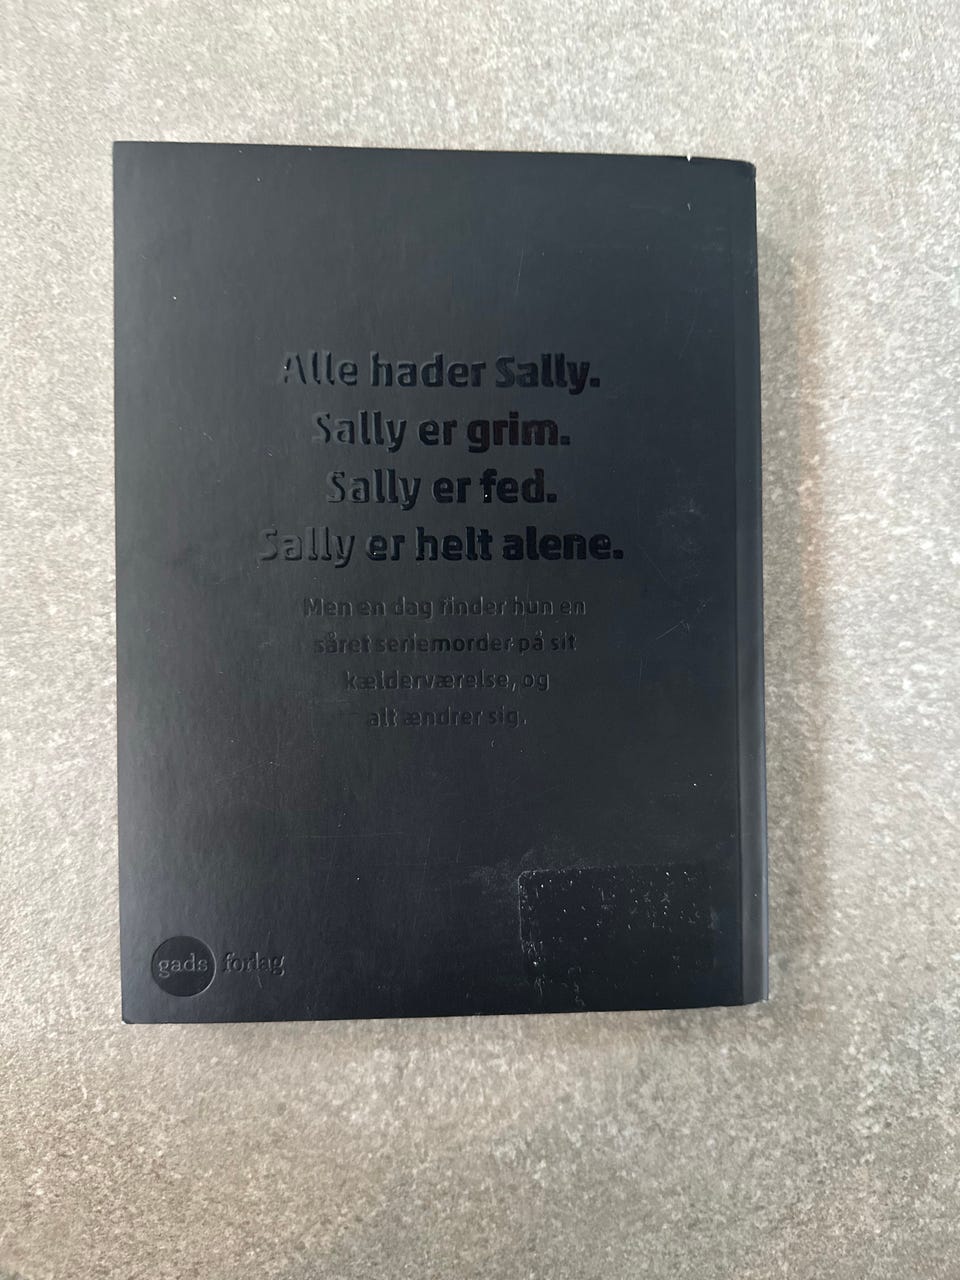 Alle hader Sally.
Sally er grim.
Sally er fed.
Sally er helt alene.
Men en dag finder hun en
såret seriemorder på sit
kælderværelse, og
alt ændrer sig.
gads forlag